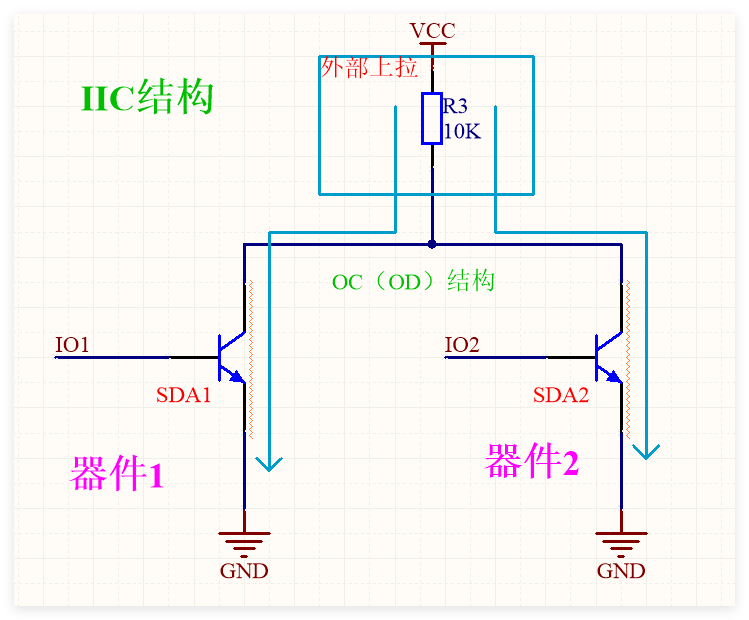 VCC
外部上拉
IIC结构
R3
10K
OC（OD）结构
IO1
IO2
SDA1
SDA2
器件1
器件2
GND
GND